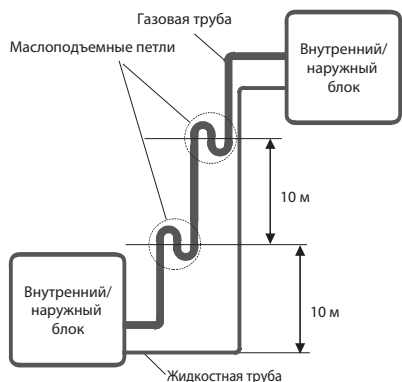 Газовая труба
Маслоподъемные петли
Внутренний/
наружный
блок
10 м
Внутренний/
наружный
блок
10 м
Жидкостная труба